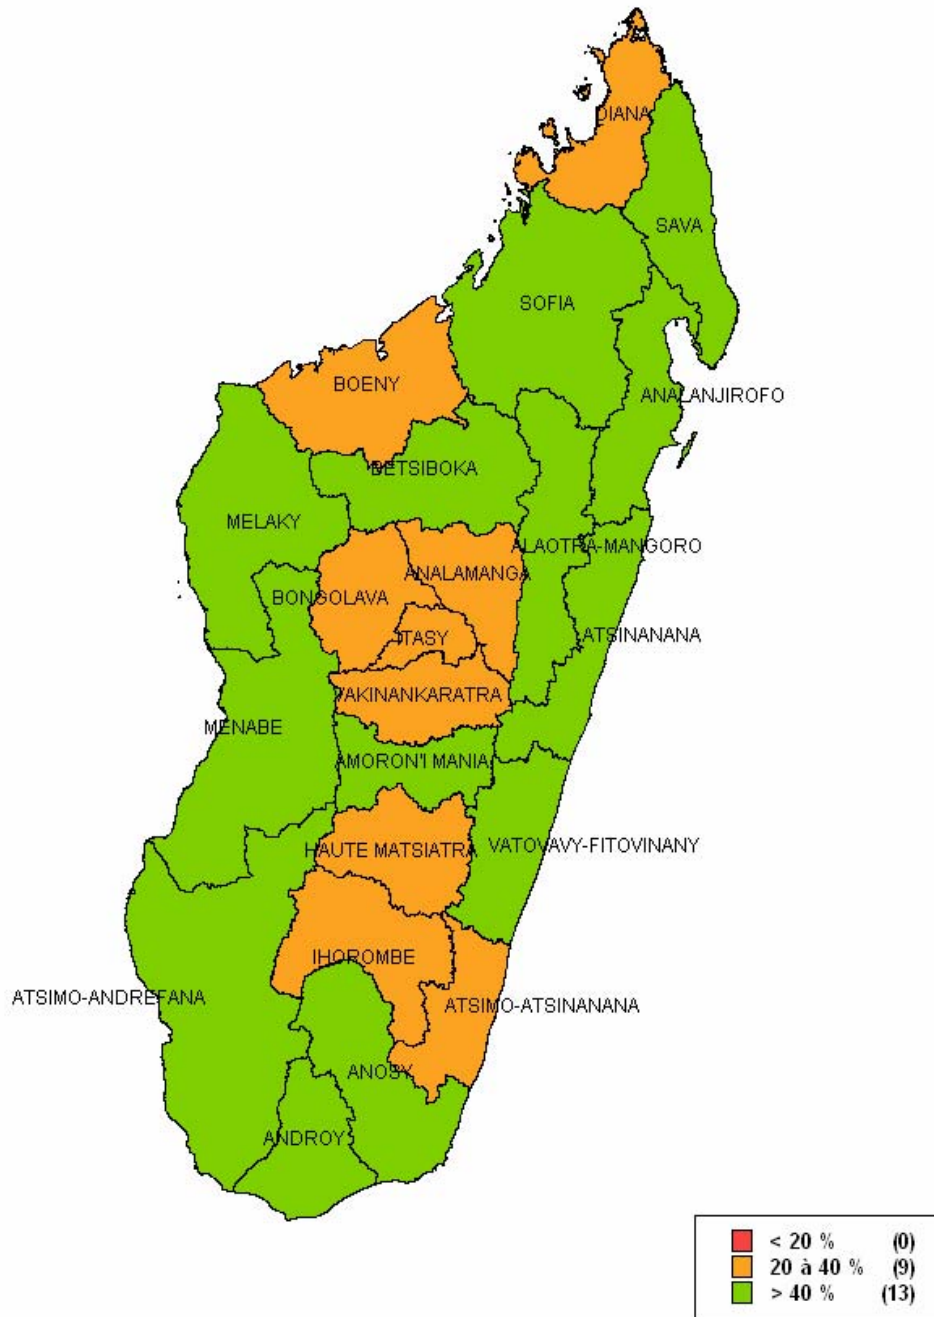 DIANA
SAVA
SOFIA
BOENY
ANALANJIROFO
BETSIBOKA
MELAKY
ALAOTRA-MANGORO
ANALAMANGA
BONGOLAVA
ITASY
ATSINANANA
VAKINANKARATRA
MENABE
AMORON'I MANIA
HAUTE MATSIATRA
VATOVAVY-FITOVINANY
IHOROMBE
ATSIMO-ANDREFANA
ATSIMO-ATSINANANA
ANOSY
ANDROY
< 20 % (0)
20 à 40 % (9)
> 40 % (13)